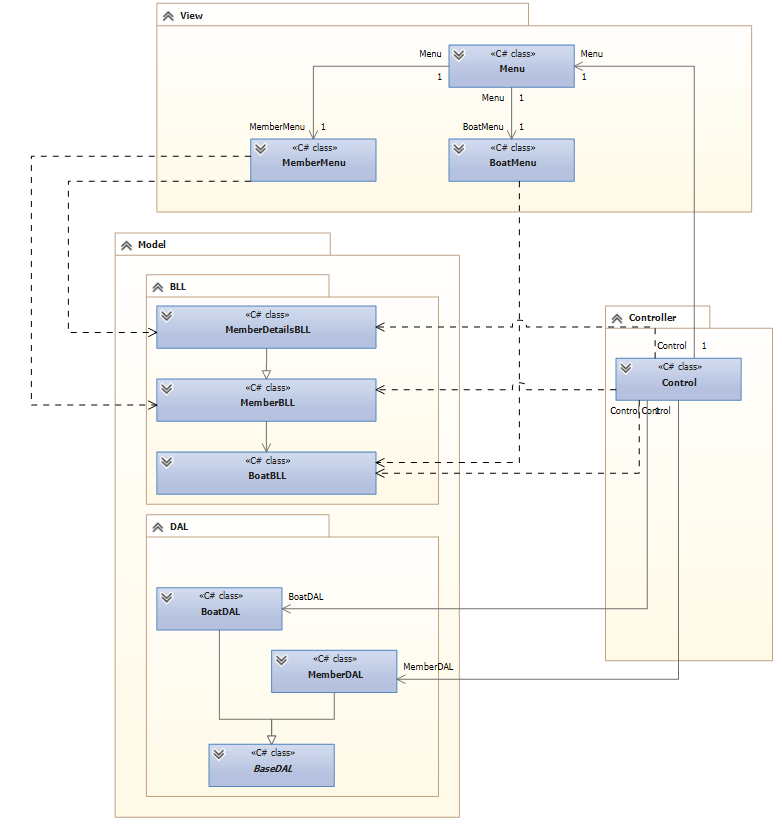 View
«C# class»
Menu
Menu
1
Menu
1
Menu
1
MemberMenu
1
BoatMenu
1
«C# class»
MemberMenu
«C# class»
BoatMenu
Model
BLL
«C# class»
MemberDetailsBLL
«C# class»
MemberBLL
«C# class»
BoatBLL
Controller
Control
1
«C# class»
Control
Control
Control
1
DAL
«C# class»
BoatDAL
BoatDAL
«C# class»
MemberDAL
MemberDAL
«C# class»
BaseDAL